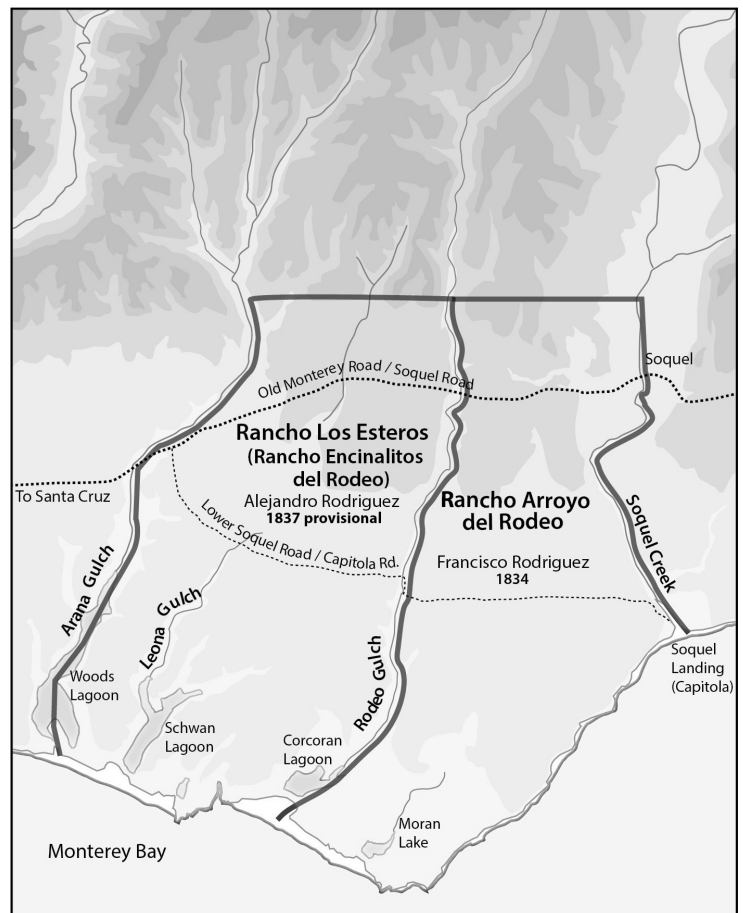 Soquel
Old Monterey Road / Soquel Road
Rancho Los Esteros
(Rancho Encinalitos
del Rodeo)
Alejandro Rodriguez
1837 provisional
To Santa Cruz
Rancho Arroyo
del Rodeo
Francisco Rodriguez
1834
Lower Soquel Road / Capitola Rd.
Soquel Creek
Arana Gulch
Leona Gulch
Rodeo Gulch
Soquel
Landing
(Capitola)
Woods
Lagoon
Schwan
Lagoon
Corcoran
Lagoon
Moran
Lake
Monterey Bay